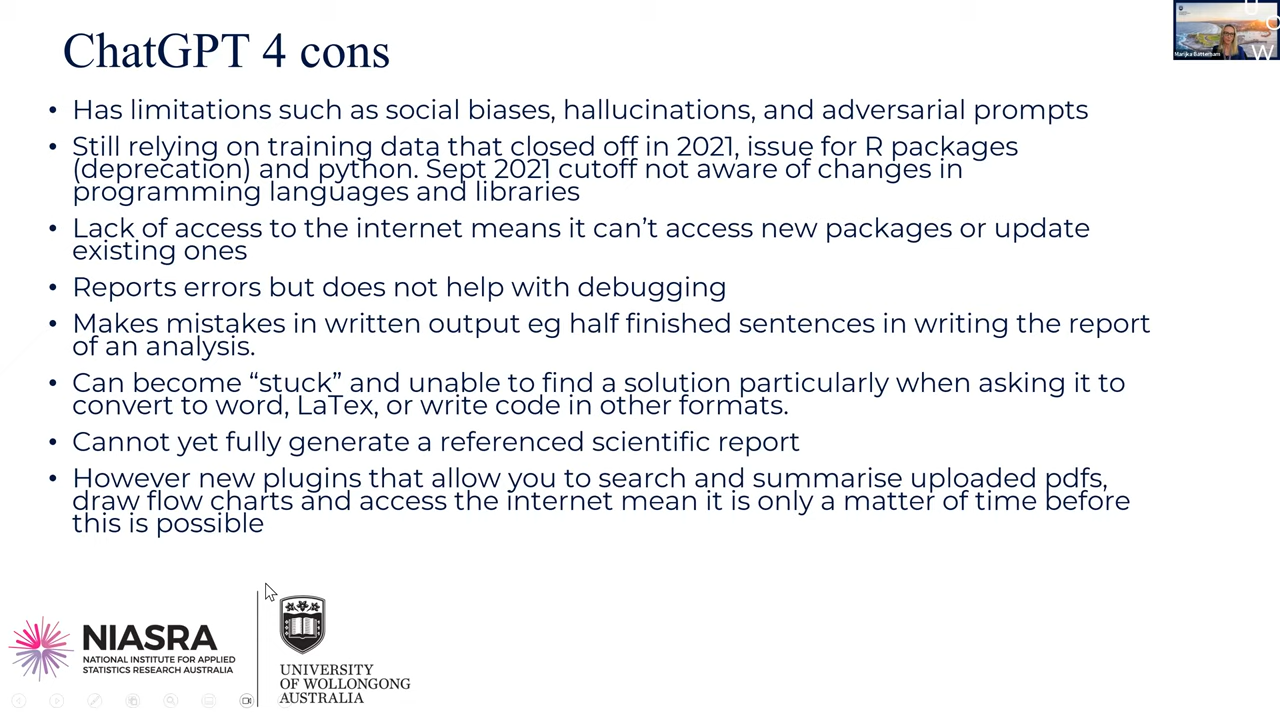 ChatGPT 4 cons
• Has limitations such as social biases, hallucinations, and adversarial prompts
• Still relying on training data that closed off in 2021, issue for R packages
(deprecation) and python. Sept 2021 cutoff not aware of changes in
programming languages and libraries
• Lack of access to the internet means it can’t access new packages or update
existing ones
• Reports errors but does not help with debugging
• Makes mistakes in written output eg half finished sentences in writing the report
of an analysis.
• Can become “stuck” and unable to find a solution particularly when asking it to
convert to word, LaTex, or write code in other formats.
• Cannot yet fully generate a referenced scientific report
• However new plugins that allow you to search and summarise uploaded pdfs,
draw flow charts and access the internet mean it is only a matter of time before
this is possible
NIASRA
NATIONAL INSTITUTE FOR APPLIED
STATISTICS RESEARCH AUSTRALIA
UNIVERSITY
OF WOLLONGONG
AUSTRALIA
Marijka Batterham
U
O
W